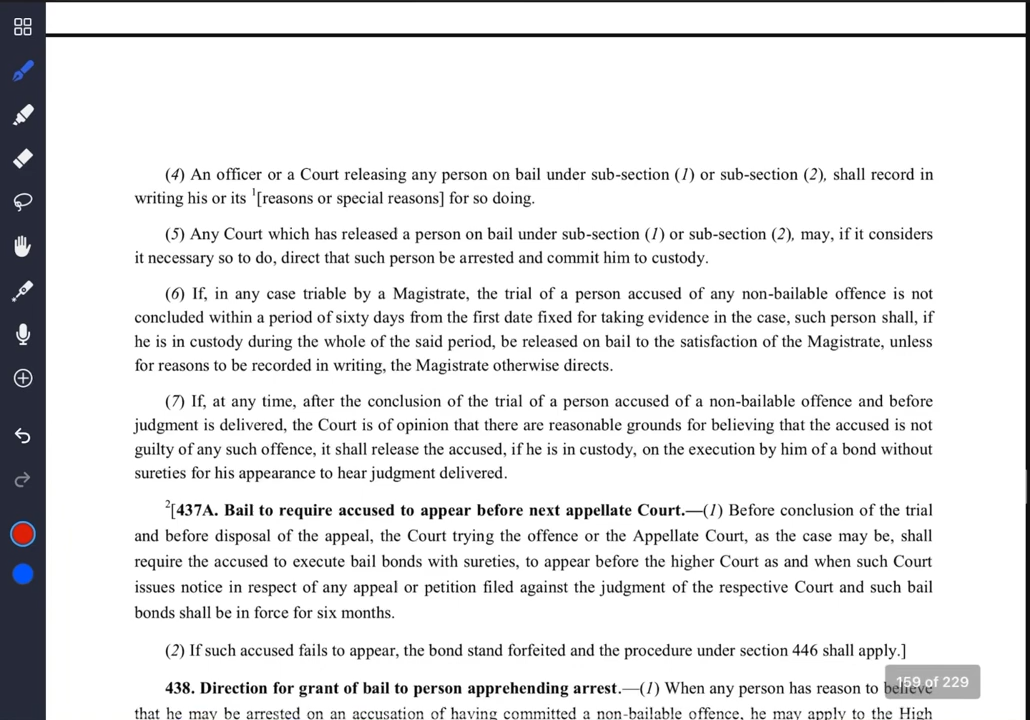 (4) An officer or a Court releasing any person on bail under sub-section (1) or sub-section (2), shall record in
writing his or its 1[reasons or special reasons] for so doing.
(5) Any Court which has released a person on bail under sub-section (1) or sub-section (2), may, if it considers
it necessary so to do, direct that such person be arrested and commit him to custody.
(6) If, in any case triable by a Magistrate, the trial of a person accused of any non-bailable offence is not
concluded within a period of sixty days from the first date fixed for taking evidence in the case, such person shall, if
he is in custody during the whole of the said period, be released on bail to the satisfaction of the Magistrate, unless
for reasons to be recorded in writing, the Magistrate otherwise directs.
(7) If, at any time, after the conclusion of the trial of a person accused of a non-bailable offence and before
judgment is delivered, the Court is of opinion that there are reasonable grounds for believing that the accused is not
guilty of any such offence, it shall release the accused, if he is in custody, on the execution by him of a bond without
sureties for his appearance to hear judgment delivered.
2[437A. Bail to require accused to appear before next appellate Court.—(1) Before conclusion of the trial
and before disposal of the appeal, the Court trying the offence or the Appellate Court, as the case may be, shall
require the accused to execute bail bonds with sureties, to appear before the higher Court as and when such Court
issues notice in respect of any appeal or petition filed against the judgment of the respective Court and such bail
bonds shall be in force for six months.
(2) If such accused fails to appear, the bond stand forfeited and the procedure under section 446 shall apply.]
438. Direction for grant of bail to person apprehending arrest.—(1) When any person has reason to believe
159 of 229
that he may be arrested on an accusation of having committed a non-bailable offence, he may apply to the High